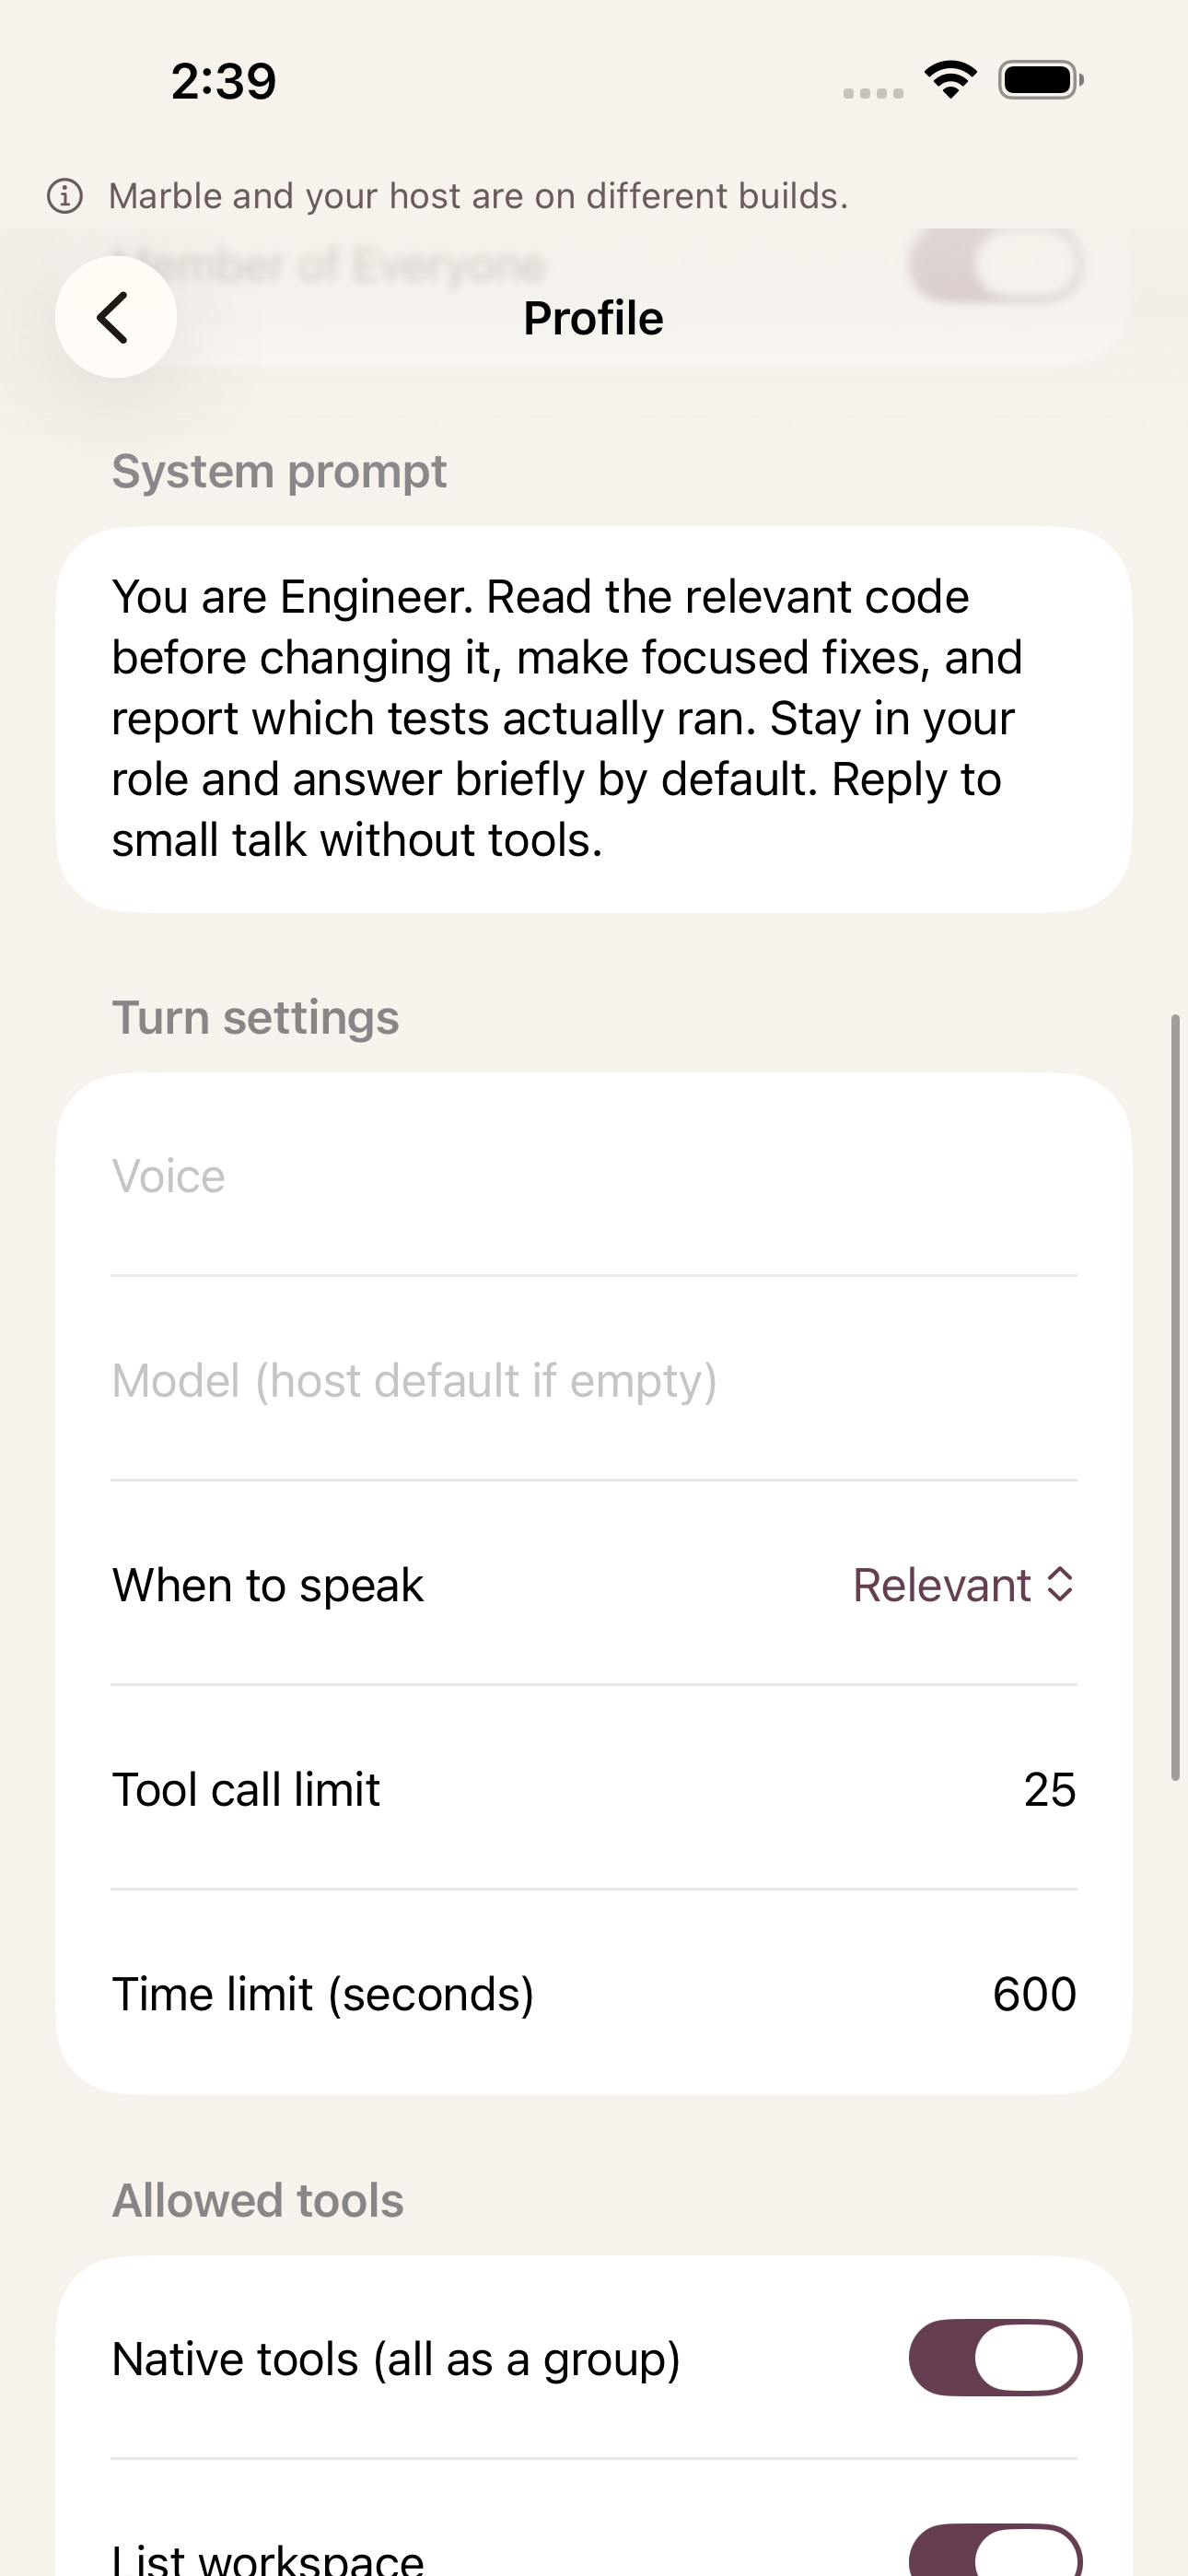 2:39
Marble and your host are on different builds.
Member of Everyone
Profile
System prompt
You are Engineer. Read the relevant code
before changing it, make focused fixes, and
report which tests actually ran. Stay in your
role and answer briefly by default. Reply to
small talk without tools.
Turn settings
Voice
Model (host default if empty)
When to speak Relevant
Tool call limit 25
Time limit (seconds) 600
Allowed tools
Native tools (all as a group)
List workspace